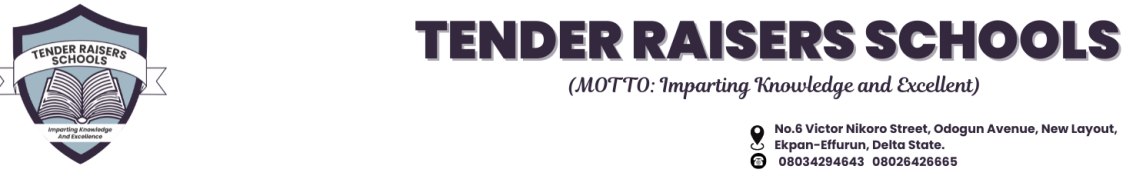 TENDER RAISERS
SCHOOLS
Imparting Knowledge
And Excellence
TENDER RAISERS SCHOOLS
(MOTTO: Imparting Knowledge and Excellent)
No.6 Victor Nikoro Street, Odogun Avenue, New Layout,
Ekpan-Effurun, Delta State.
08034294643 08026426665